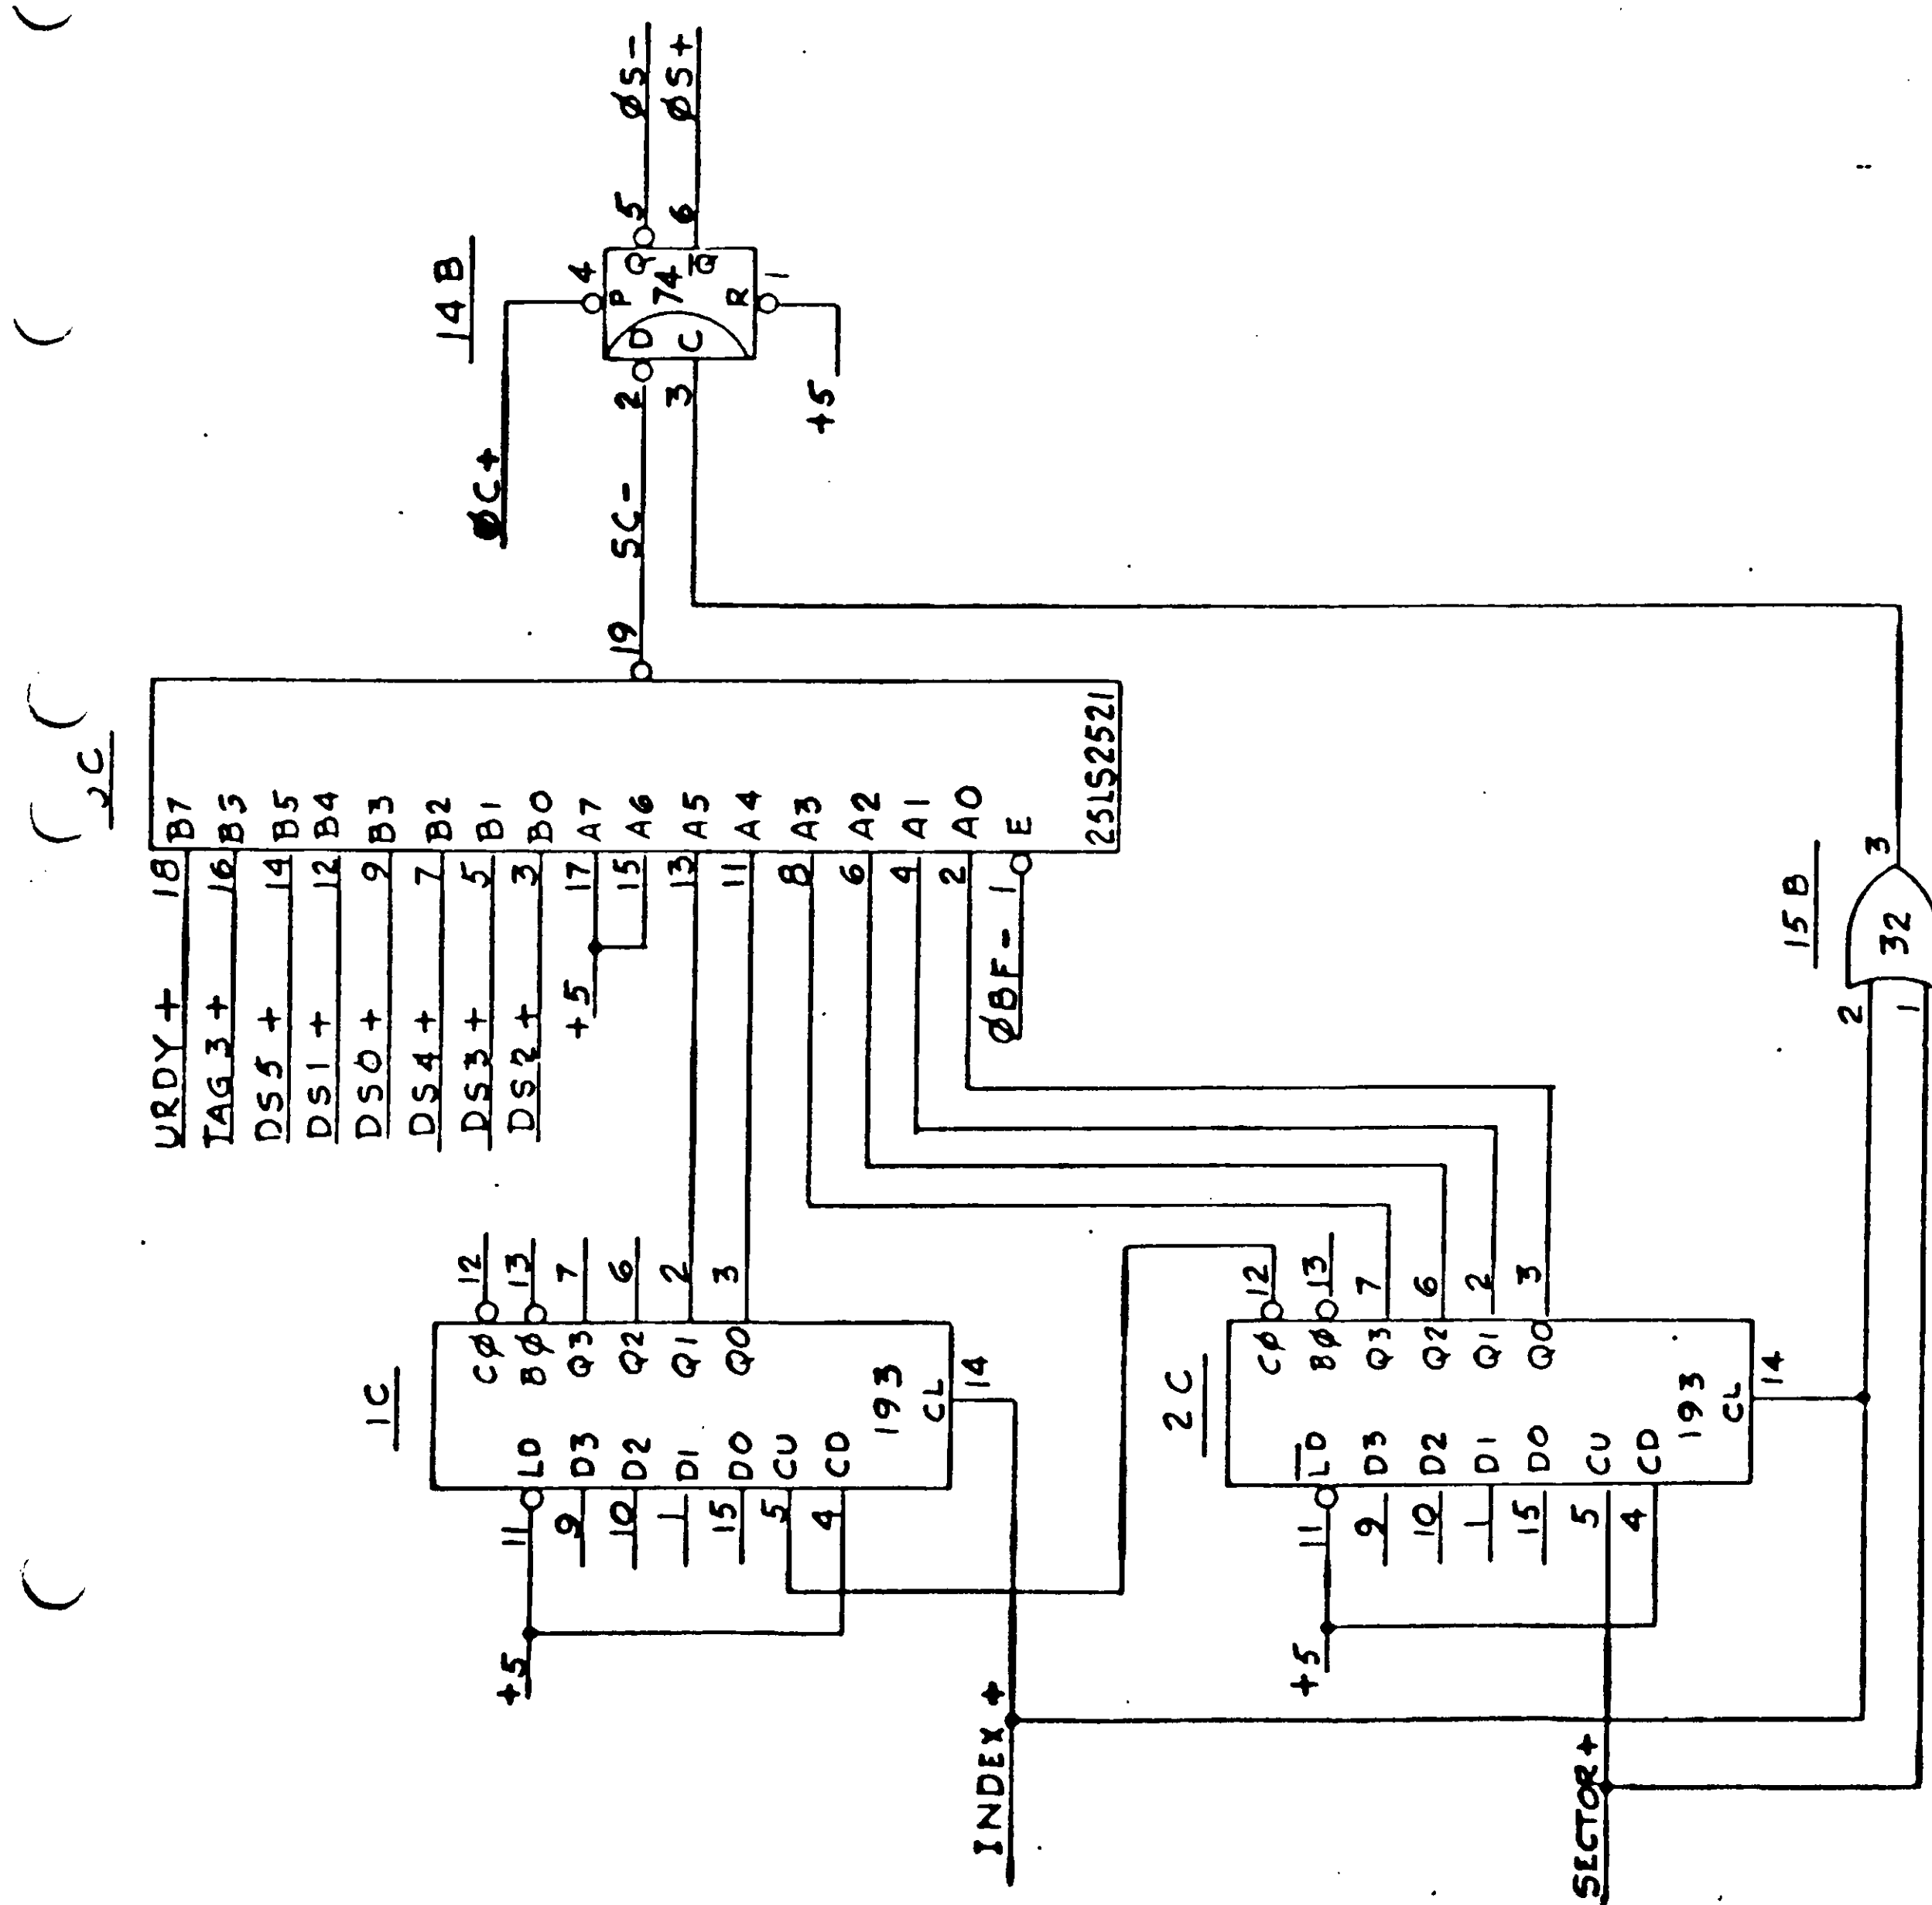 ØS-
ØS+
14B
5
6
4
Q
Q̅
P
74
R
1
D
C
2
3
+5
ØC+
SC-
19
25LS2521
B7
B5
B4
B3
B2
B1
B0
A7
A6
A5
A4
A3
A2
A1
A0
E
18
16
14
12
9
7
5
3
17
15
13
11
8
6
4
2
1
URDY+
TAG3+
DS5+
DS1+
DS0+
DS4+
DS3+
DS2+
+5
ØBF-
15B
3
32
2
1
1C
12
13
7
6
2
3
CØ
BØ
Q3
Q2
Q1
Q0
193
CL
14
LD
D3
D2
D1
D0
CU
CD
11
9
10
1
15
5
4
+5
2C
12
13
7
6
2
3
CØ
BØ
Q3
Q2
Q1
Q0
193
CL
14
L̅D̅
D3
D2
D1
D0
CU
CD
11
9
10
1
15
5
4
+5
INDEX+
SECTOR+